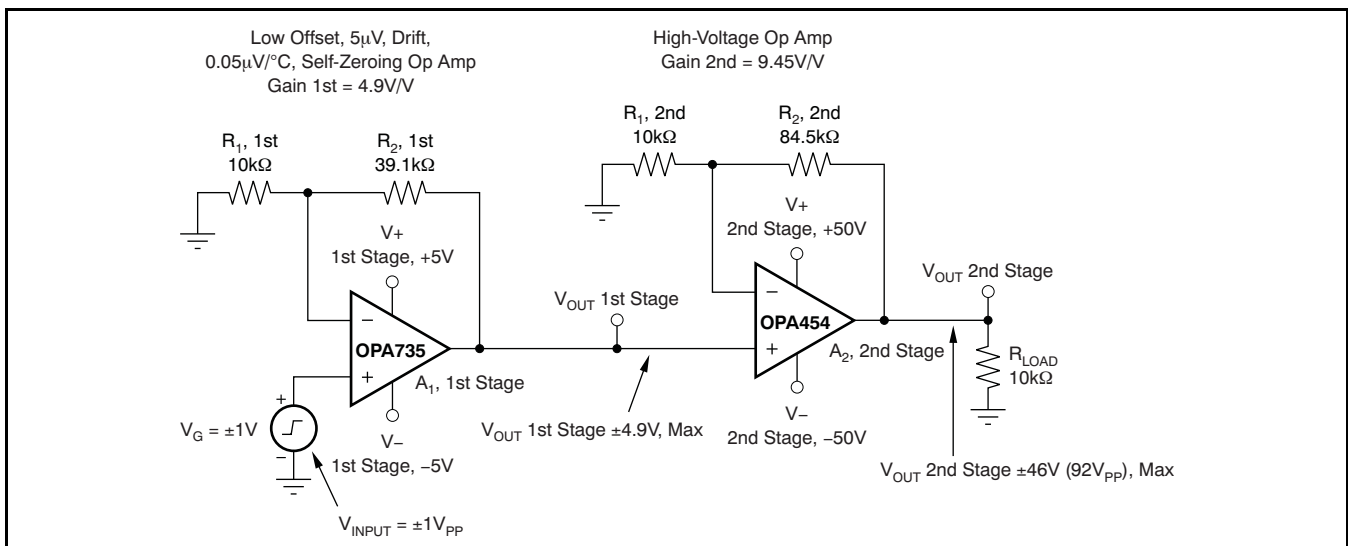 Low Offset, 5μV, Drift,
0.05μV/°C, Self-Zeroing Op Amp
Gain 1st = 4.9V/V
High-Voltage Op Amp
Gain 2nd = 9.45V/V
R1, 1st
10kΩ
R2, 1st
39.1kΩ
R1, 2nd
10kΩ
R2, 2nd
84.5kΩ
V+
1st Stage, +5V
V+
2nd Stage, +50V
VOUT 1st Stage
VOUT 2nd Stage
−
OPA735
+
A1, 1st Stage
−
OPA454
+
A2, 2nd Stage
RLOAD
10kΩ
+
VG = ±1V
−
V−
1st Stage, −5V
VOUT 1st Stage ±4.9V, Max
V−
2nd Stage, −50V
VOUT 2nd Stage ±46V (92VPP), Max
VINPUT = ±1VPP